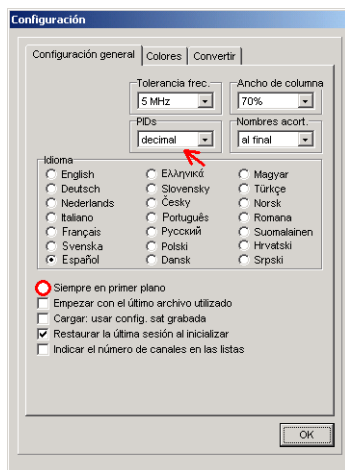 Configuración
Configuración general
Colores
Convertir
Tolerancia frec.
Ancho de columna
5 MHz
70%
PIDs
Nombres acort.
decimal
al final
Idioma
English
Ελληνικά
Magyar
Deutsch
Slovensky
Türkçe
Nederlands
Česky
Norsk
Italiano
Português
Romana
Français
Русский
Suomalainen
Svenska
Polski
Hrvatski
Español
Dansk
Srpski
Siempre en primer plano
Empezar con el último archivo utilizado
Cargar: usar config. sat grabada
Restaurar la última sesión al inicializar
Indicar el número de canales en las listas
OK